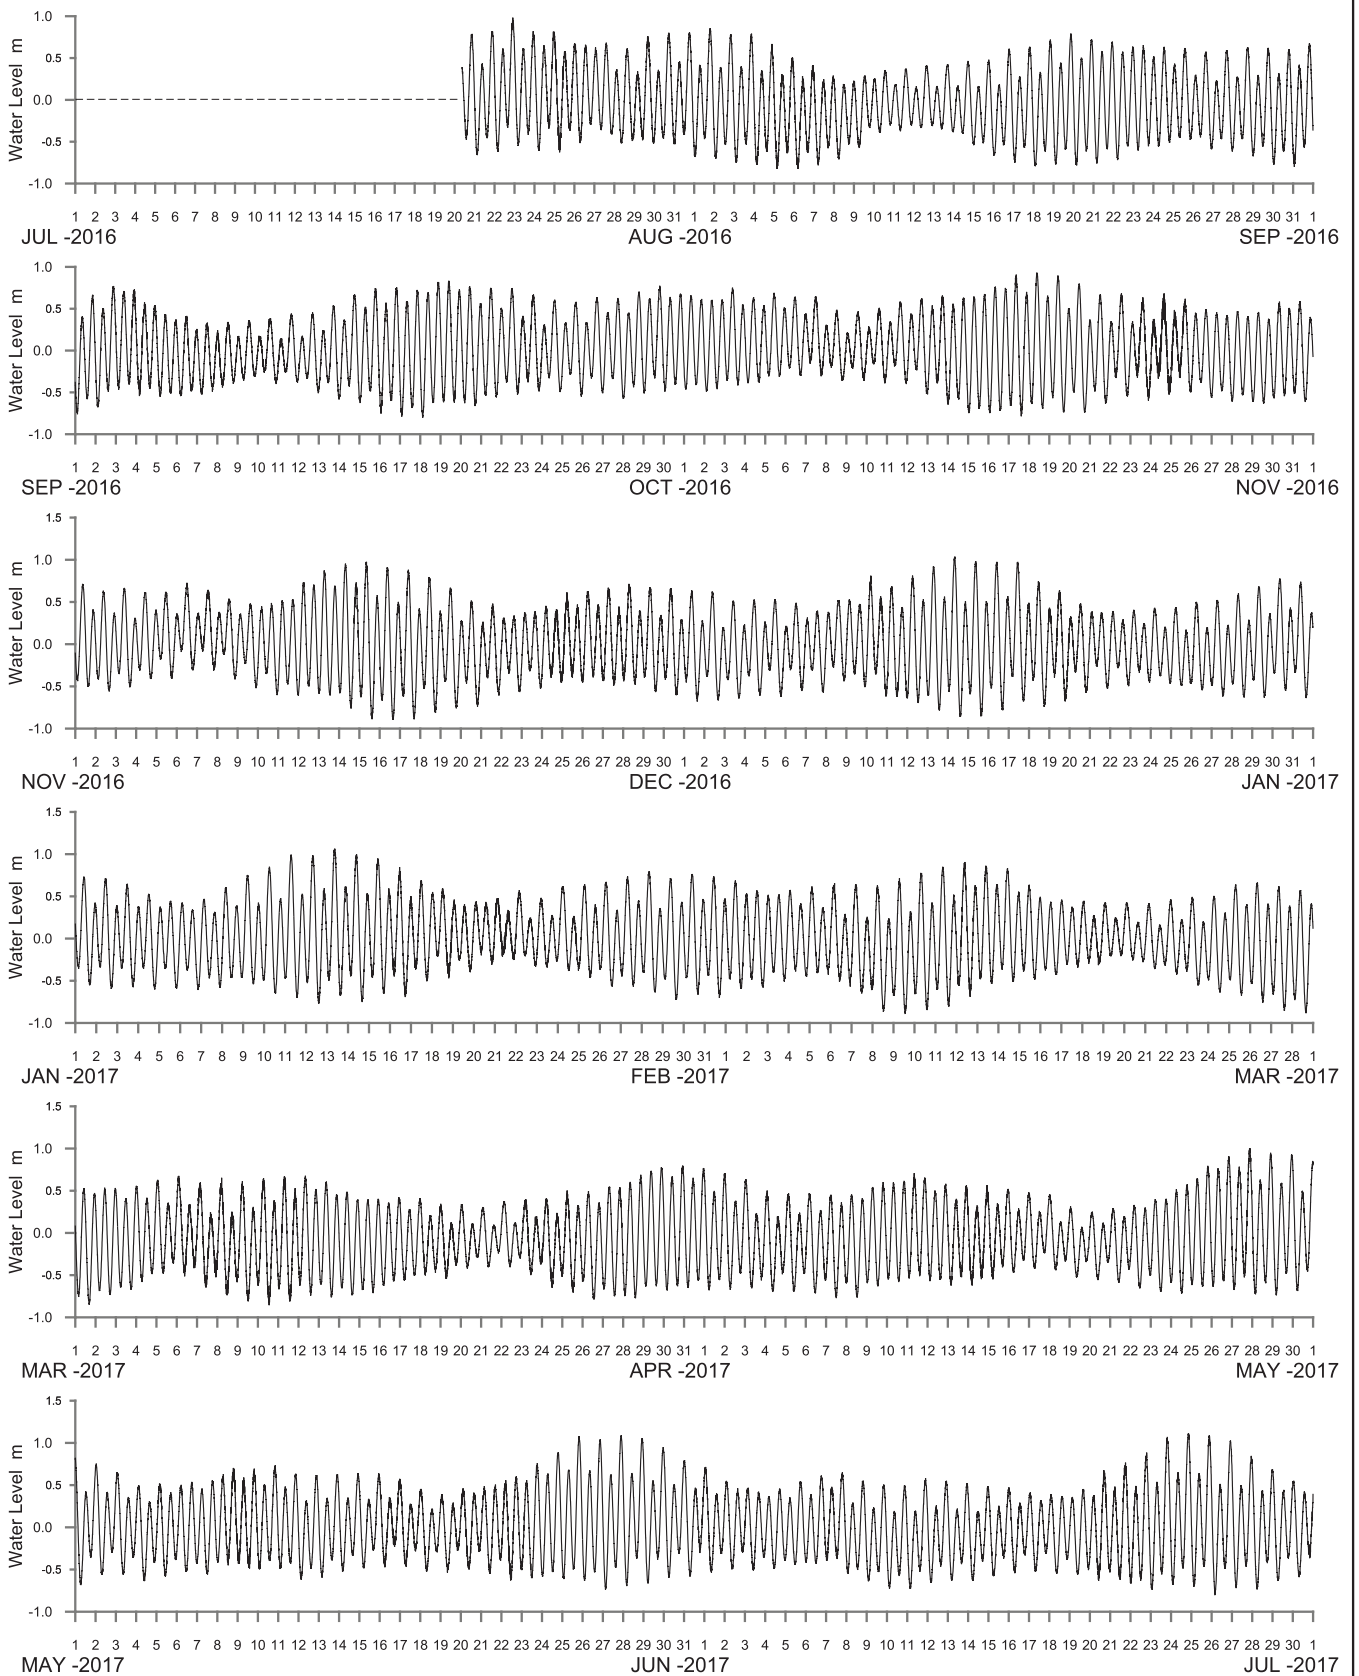 1.0
0.5
0.0
-0.5
-1.0
Water Level m
1 2 3 4 5 6 7 8 9 10 11 12 13 14 15 16 17 18 19 20 21 22 23 24 25 26 27 28 29 30 31 1 2 3 4 5 6 7 8 9 10 11 12 13 14 15 16 17 18 19 20 21 22 23 24 25 26 27 28 29 30 31 1
JUL -2016 AUG -2016 SEP -2016
1.0
0.5
0.0
-0.5
-1.0
Water Level m
1 2 3 4 5 6 7 8 9 10 11 12 13 14 15 16 17 18 19 20 21 22 23 24 25 26 27 28 29 30 1 2 3 4 5 6 7 8 9 10 11 12 13 14 15 16 17 18 19 20 21 22 23 24 25 26 27 28 29 30 31 1
SEP -2016 OCT -2016 NOV -2016
1.5
1.0
0.5
0.0
-0.5
-1.0
Water Level m
1 2 3 4 5 6 7 8 9 10 11 12 13 14 15 16 17 18 19 20 21 22 23 24 25 26 27 28 29 30 1 2 3 4 5 6 7 8 9 10 11 12 13 14 15 16 17 18 19 20 21 22 23 24 25 26 27 28 29 30 31 1
NOV -2016 DEC -2016 JAN -2017
1.5
1.0
0.5
0.0
-0.5
-1.0
Water Level m
1 2 3 4 5 6 7 8 9 10 11 12 13 14 15 16 17 18 19 20 21 22 23 24 25 26 27 28 29 30 31 1 2 3 4 5 6 7 8 9 10 11 12 13 14 15 16 17 18 19 20 21 22 23 24 25 26 27 28 1
JAN -2017 FEB -2017 MAR -2017
1.5
1.0
0.5
0.0
-0.5
-1.0
Water Level m
1 2 3 4 5 6 7 8 9 10 11 12 13 14 15 16 17 18 19 20 21 22 23 24 25 26 27 28 29 30 31 1 2 3 4 5 6 7 8 9 10 11 12 13 14 15 16 17 18 19 20 21 22 23 24 25 26 27 28 29 30 1
MAR -2017 APR -2017 MAY -2017
1.5
1.0
0.5
0.0
-0.5
-1.0
Water Level m
1 2 3 4 5 6 7 8 9 10 11 12 13 14 15 16 17 18 19 20 21 22 23 24 25 26 27 28 29 30 31 1 2 3 4 5 6 7 8 9 10 11 12 13 14 15 16 17 18 19 20 21 22 23 24 25 26 27 28 29 30 1
MAY -2017 JUN -2017 JUL -2017